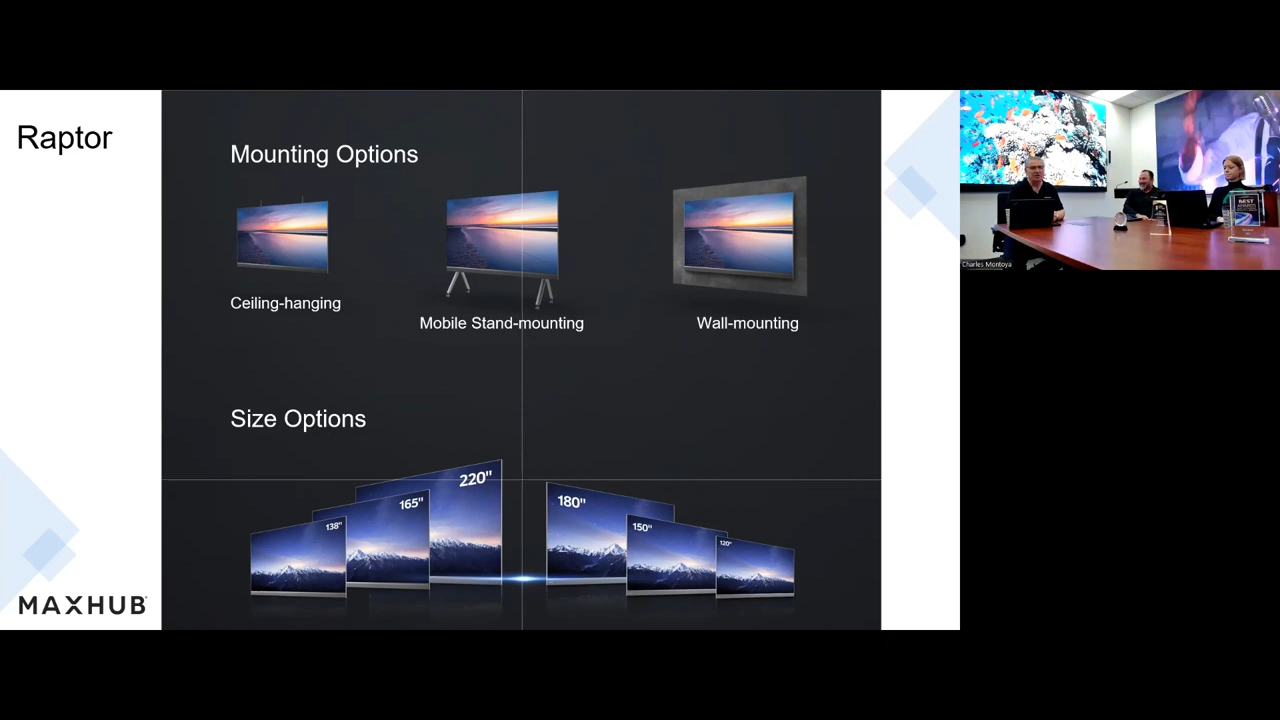 Raptor
Mounting Options
Ceiling-hanging
Mobile Stand-mounting
Wall-mounting
Size Options
220"
165"
138"
180"
150"
120"
MAXHUB
Charles Montoya
BEST